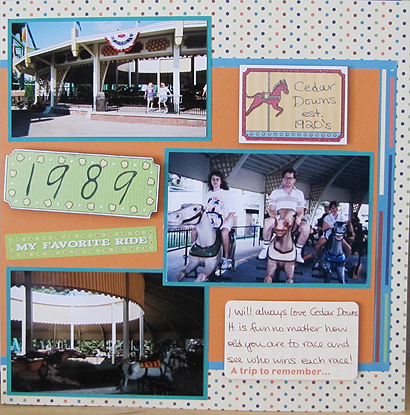 Cedar
Downs
est.
1920's
1989
MY FAVORITE RIDE!
I will always love Cedar Downs
It is fun no matter how
old you are to race and
see who wins each race!
A trip to remember...